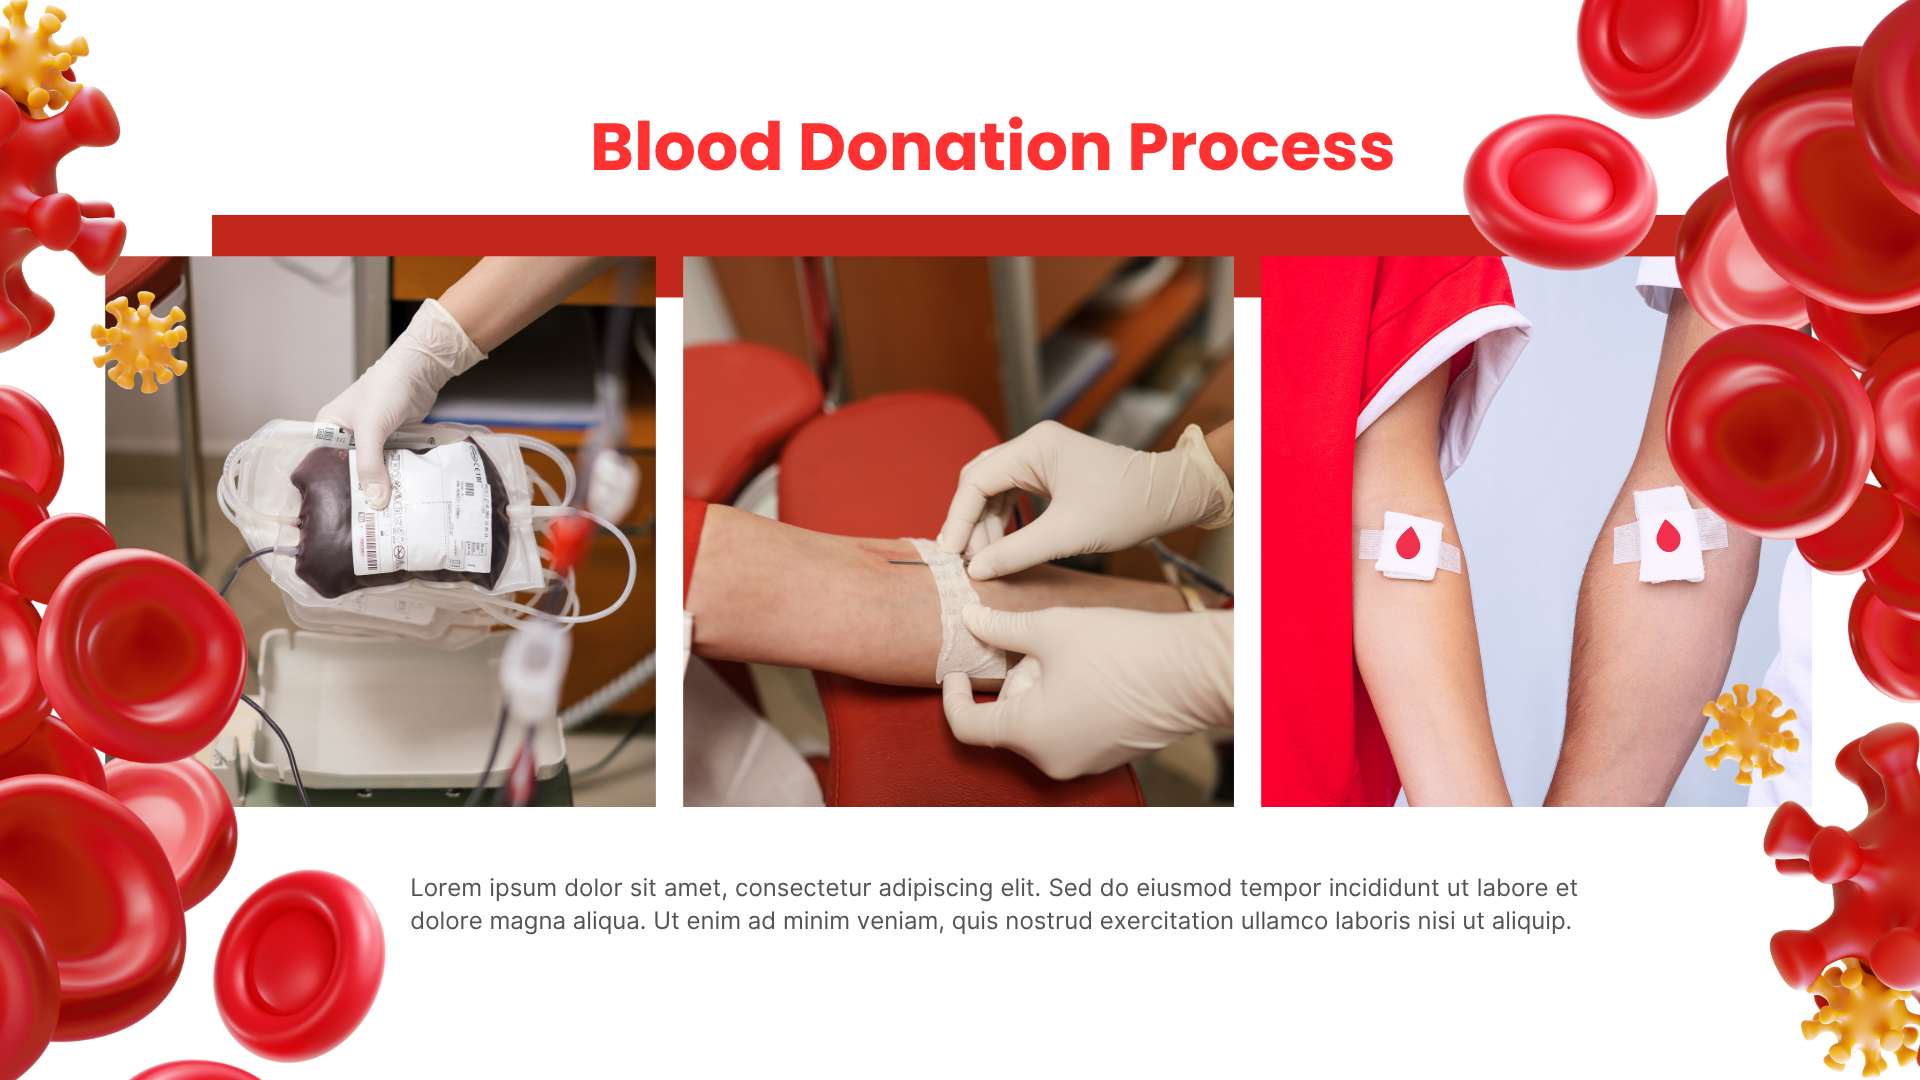 Blood Donation Process
Lorem ipsum dolor sit amet, consectetur adipiscing elit. Sed do eiusmod tempor incididunt ut labore et
dolore magna aliqua. Ut enim ad minim veniam, quis nostrud exercitation ullamco laboris nisi ut aliquip.